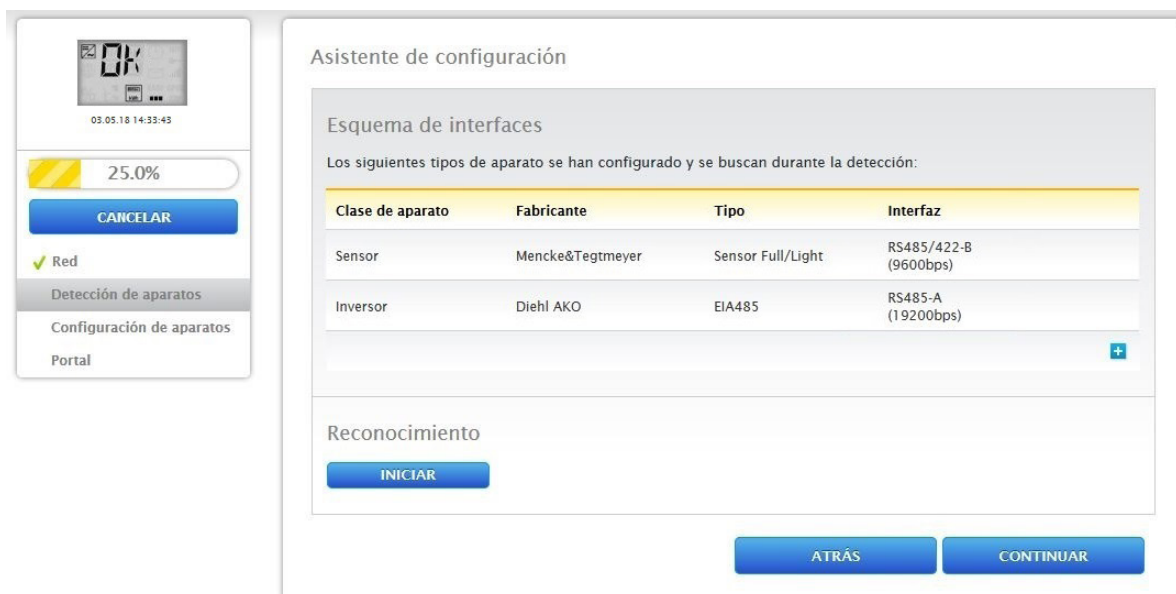 OK
03.05.18 14:33:43
25.0%
CANCELAR
Red
Detección de aparatos
Configuración de aparatos
Portal
Asistente de configuración
Esquema de interfaces
Los siguientes tipos de aparato se han configurado y se buscan durante la detección:
Clase de aparato Fabricante Tipo Interfaz
Sensor Mencke&Tegtmeyer Sensor Full/Light RS485/422-B
(9600bps)
Inversor Diehl AKO EIA485 RS485-A
(19200bps)
Reconocimiento
INICIAR
ATRÁS CONTINUAR